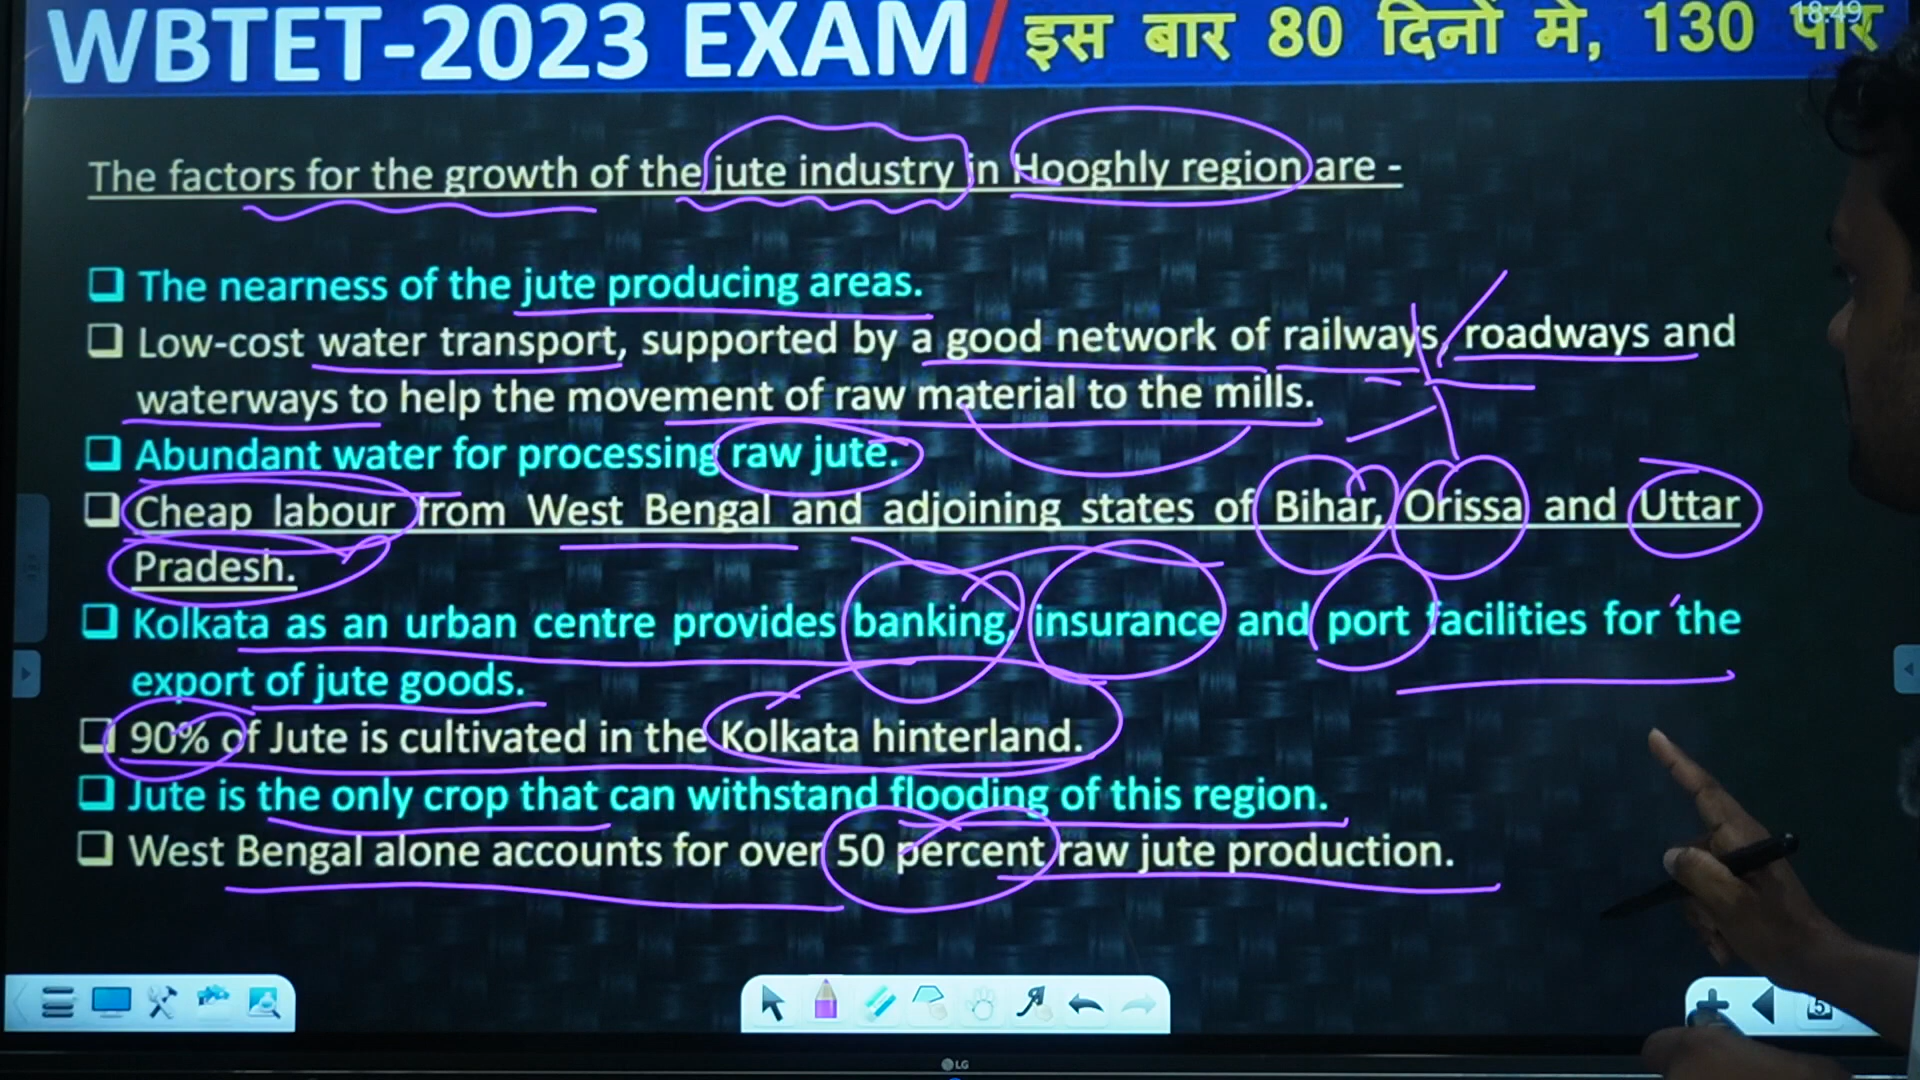 WBTET-2023 EXAM/ इस बार 80 दिनों मे, 130 पार
18:49
The factors for the growth of the jute industry in Hooghly region are -
❑ The nearness of the jute producing areas.
❑ Low-cost water transport, supported by a good network of railways, roadways and
waterways to help the movement of raw material to the mills.
❑ Abundant water for processing raw jute.
❑ Cheap labour from West Bengal and adjoining states of Bihar, Orissa and Uttar
Pradesh.
❑ Kolkata as an urban centre provides banking, insurance and port facilities for the
export of jute goods.
❑ 90% of Jute is cultivated in the Kolkata hinterland.
❑ Jute is the only crop that can withstand flooding of this region.
❑ West Bengal alone accounts for over 50 percent raw jute production.
5
LG